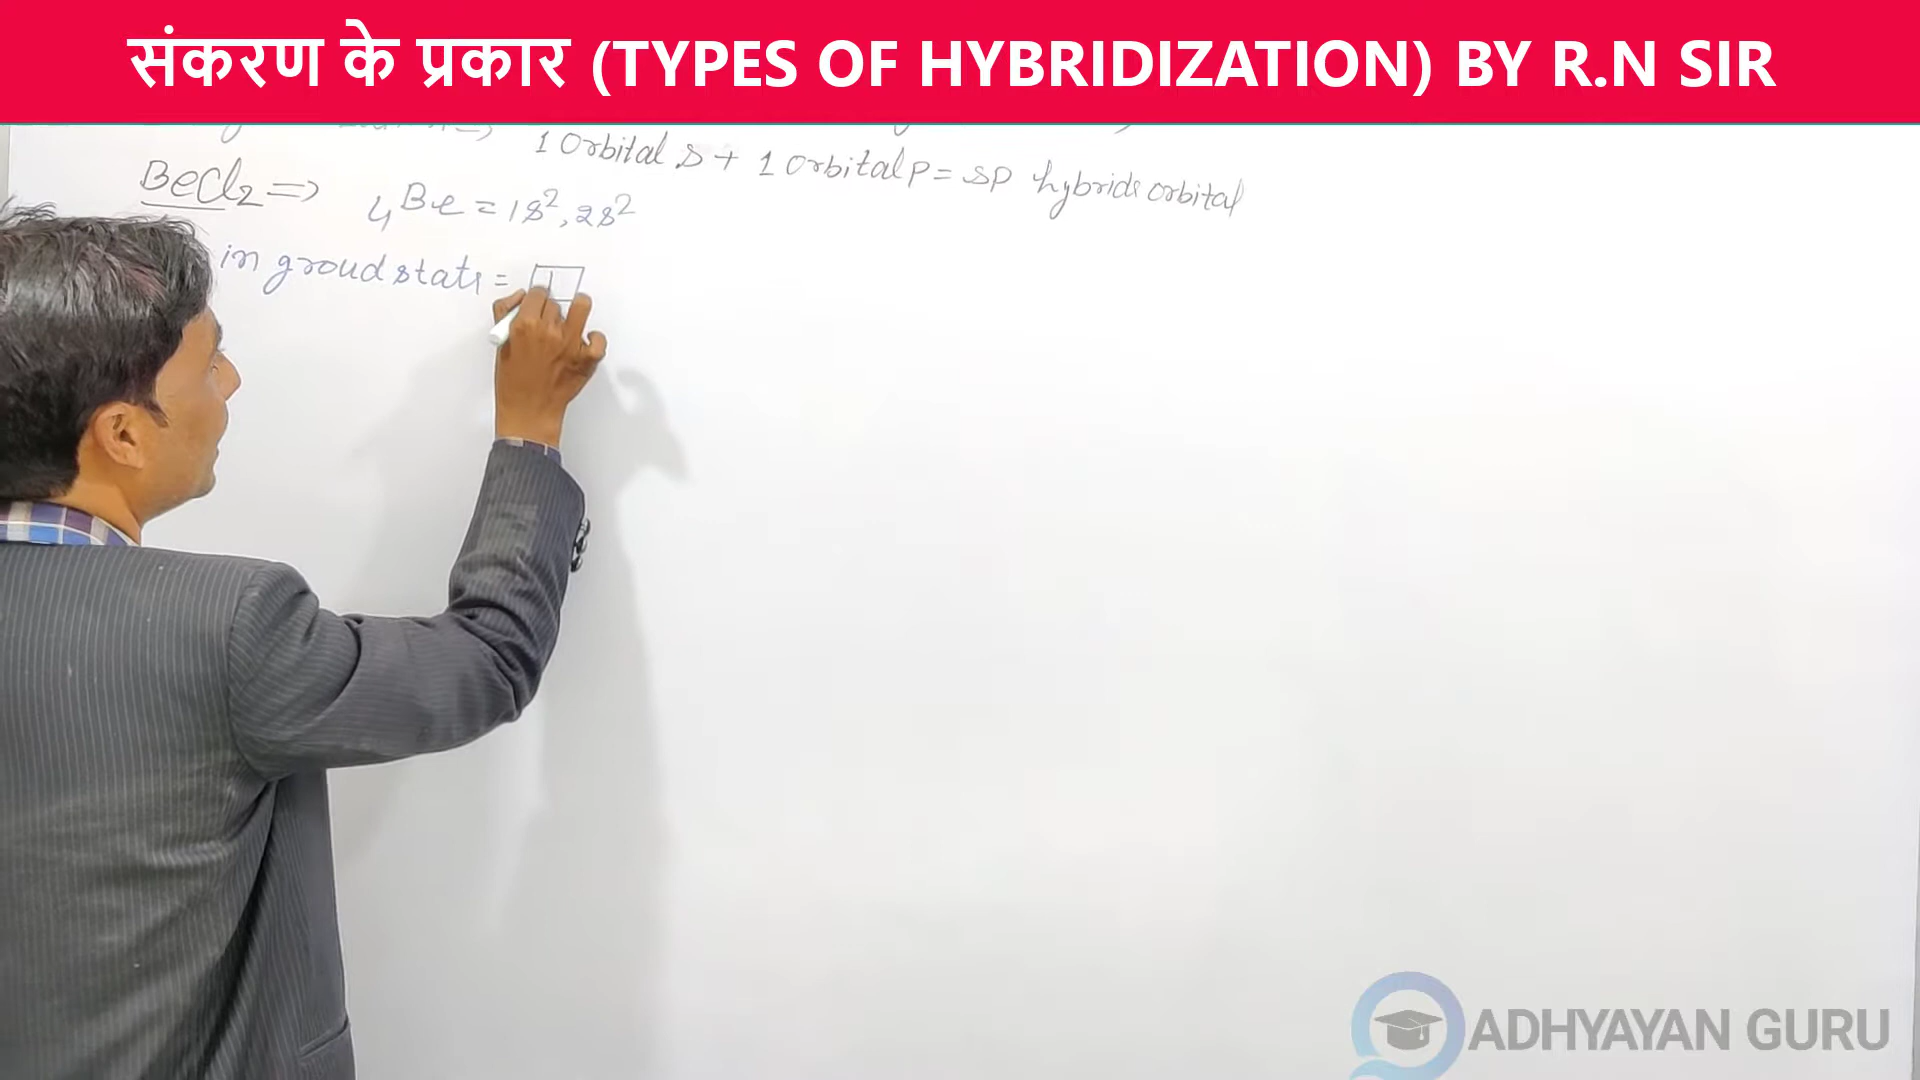 संकरण के प्रकार (TYPES OF HYBRIDIZATION) BY R.N SIR
1 Orbital s + 1 orbital p = sp hybride orbital
BeCl₂ =>
₄Be = 1s², 2s²
in groud state =
ADHYAYAN GURU